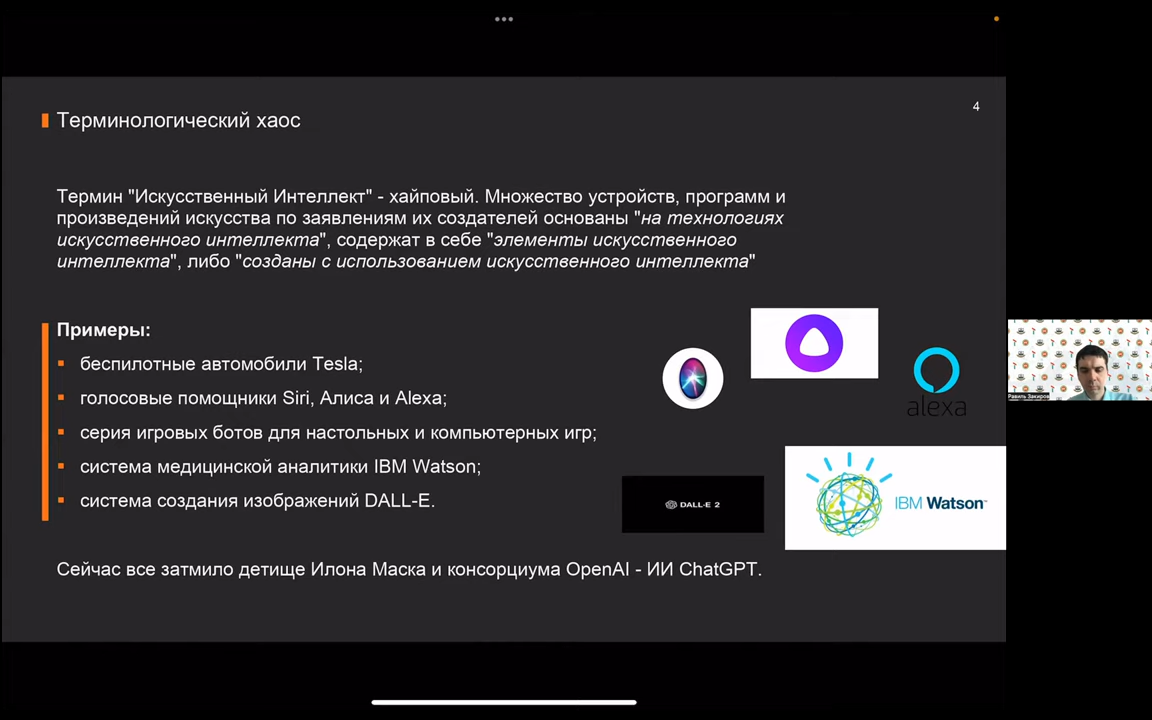 4
Терминологический хаос
Термин "Искусственный Интеллект" - хайповый. Множество устройств, программ и
произведений искусства по заявлениям их создателей основаны "на технологиях
искусственного интеллекта", содержат в себе "элементы искусственного
интеллекта", либо "созданы с использованием искусственного интеллекта"
Примеры:
беспилотные автомобили Tesla;
голосовые помощники Siri, Алиса и Alexa;
серия игровых ботов для настольных и компьютерных игр;
система медицинской аналитики IBM Watson;
система создания изображений DALL-E.
alexa
DALL-E 2
IBM Watson™
Сейчас все затмило детище Илона Маска и консорциума OpenAI - ИИ ChatGPT.
Равиль Закиров